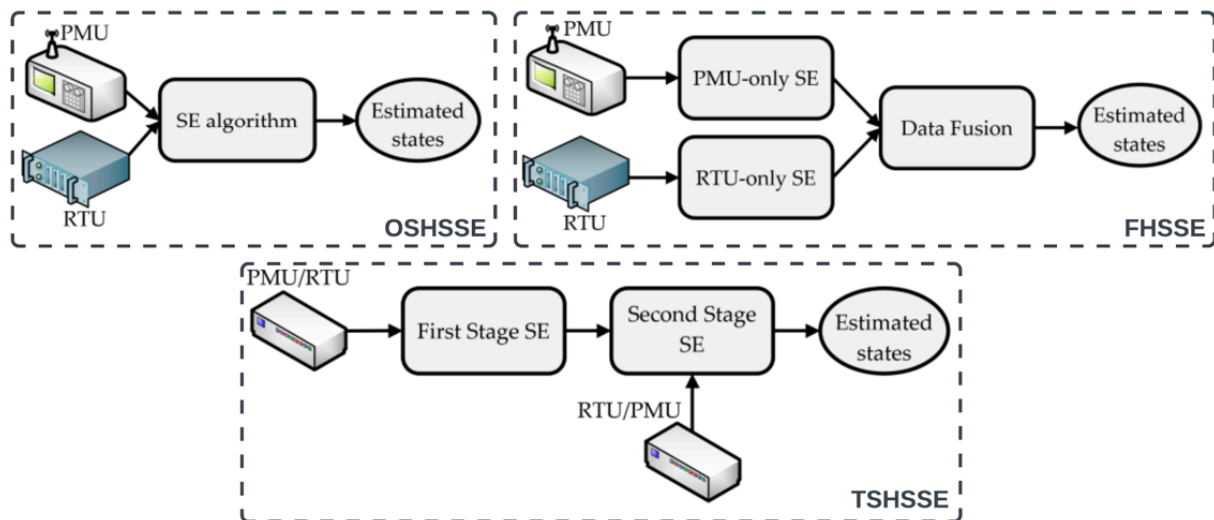 PMU
SE algorithm
Estimated
states
RTU
OSHSSE
PMU
PMU-only SE
Data Fusion
Estimated
states
RTU-only SE
RTU
FHSSE
PMU/RTU
First Stage SE
Second Stage
SE
Estimated
states
RTU/PMU
TSHSSE